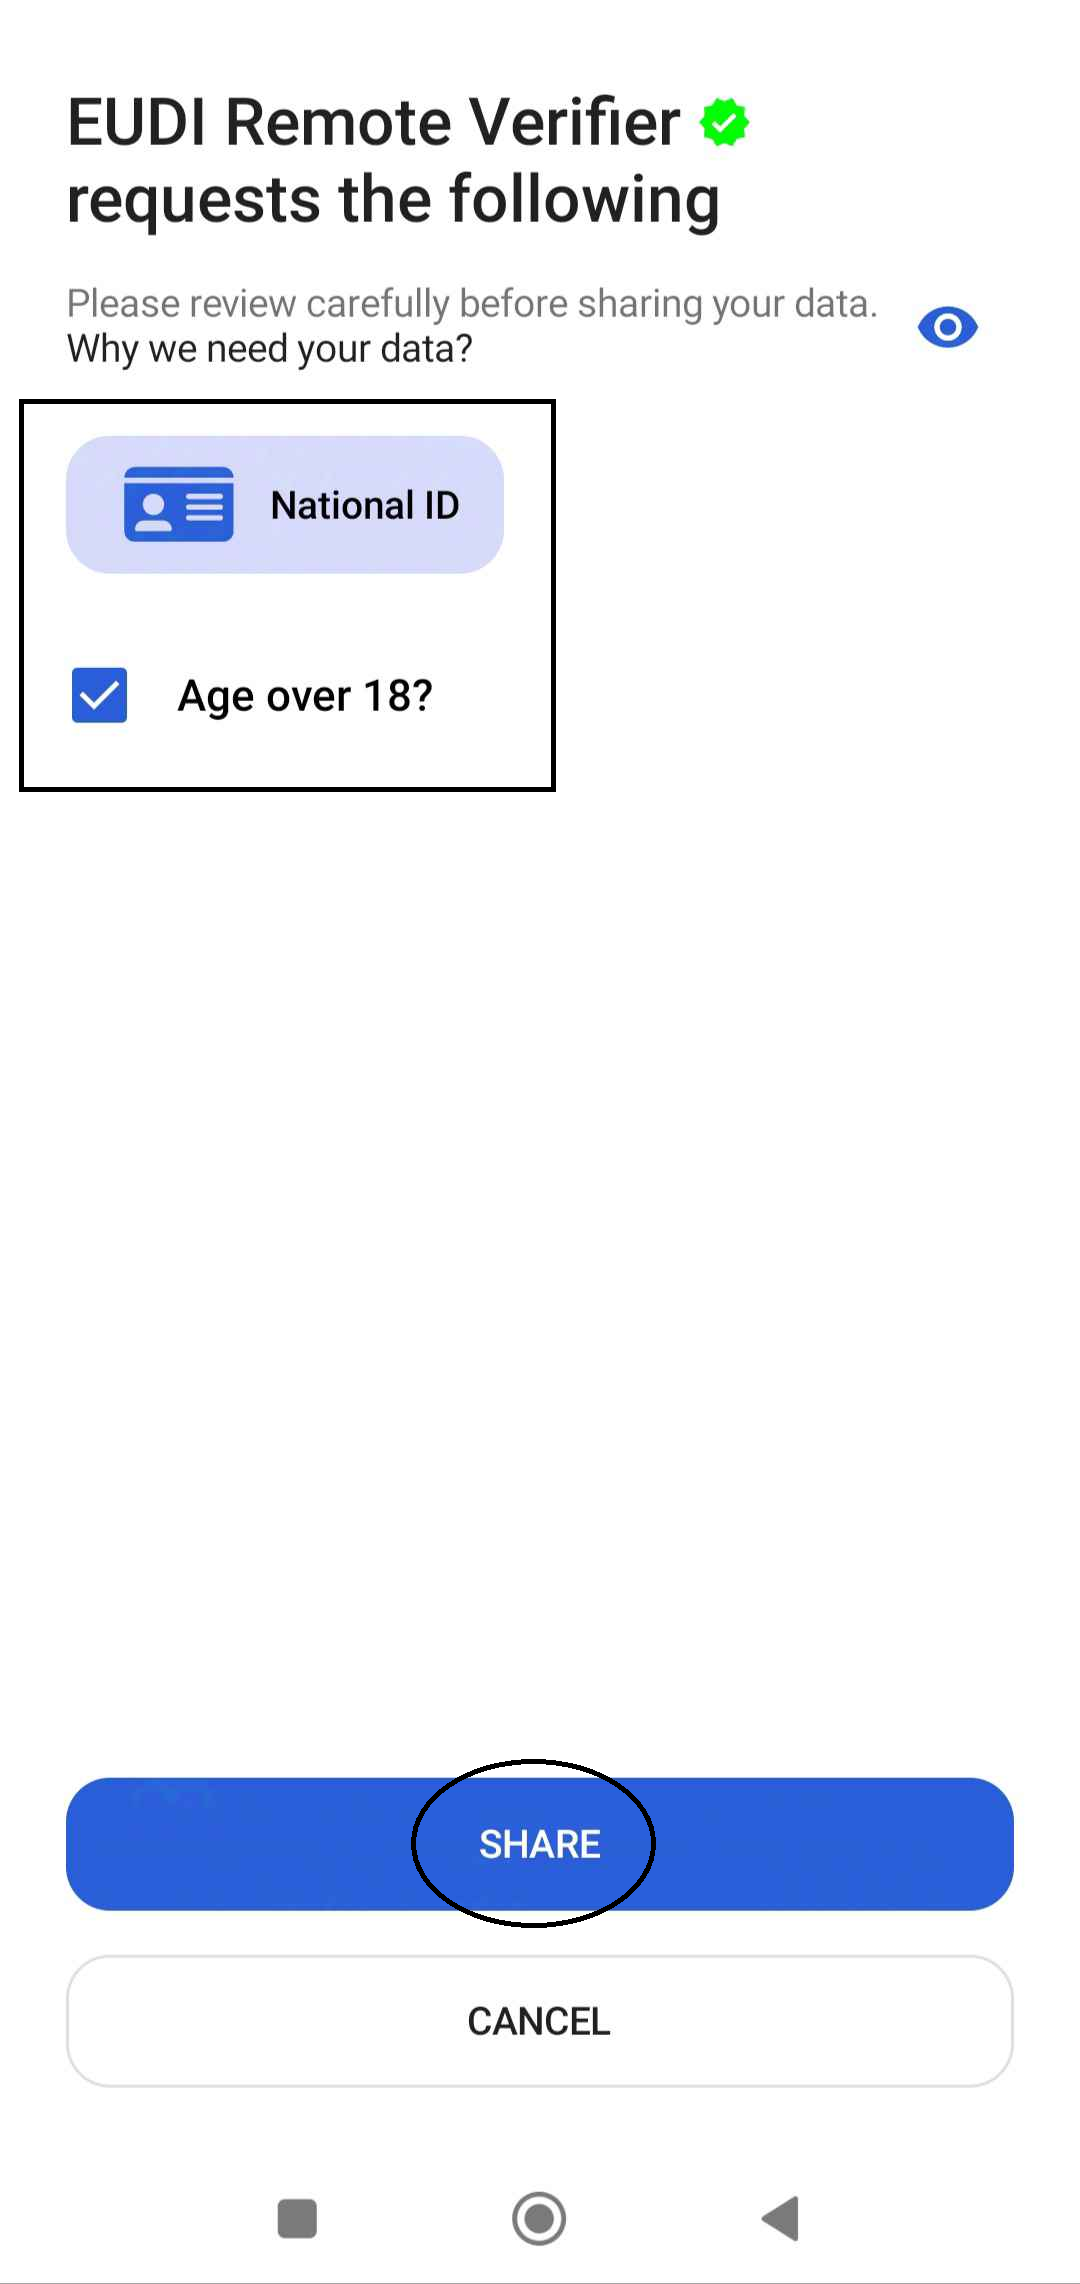 EUDI Remote Verifier
requests the following
Please review carefully before sharing your data.
Why we need your data?
National ID
Age over 18?
SHARE
CANCEL